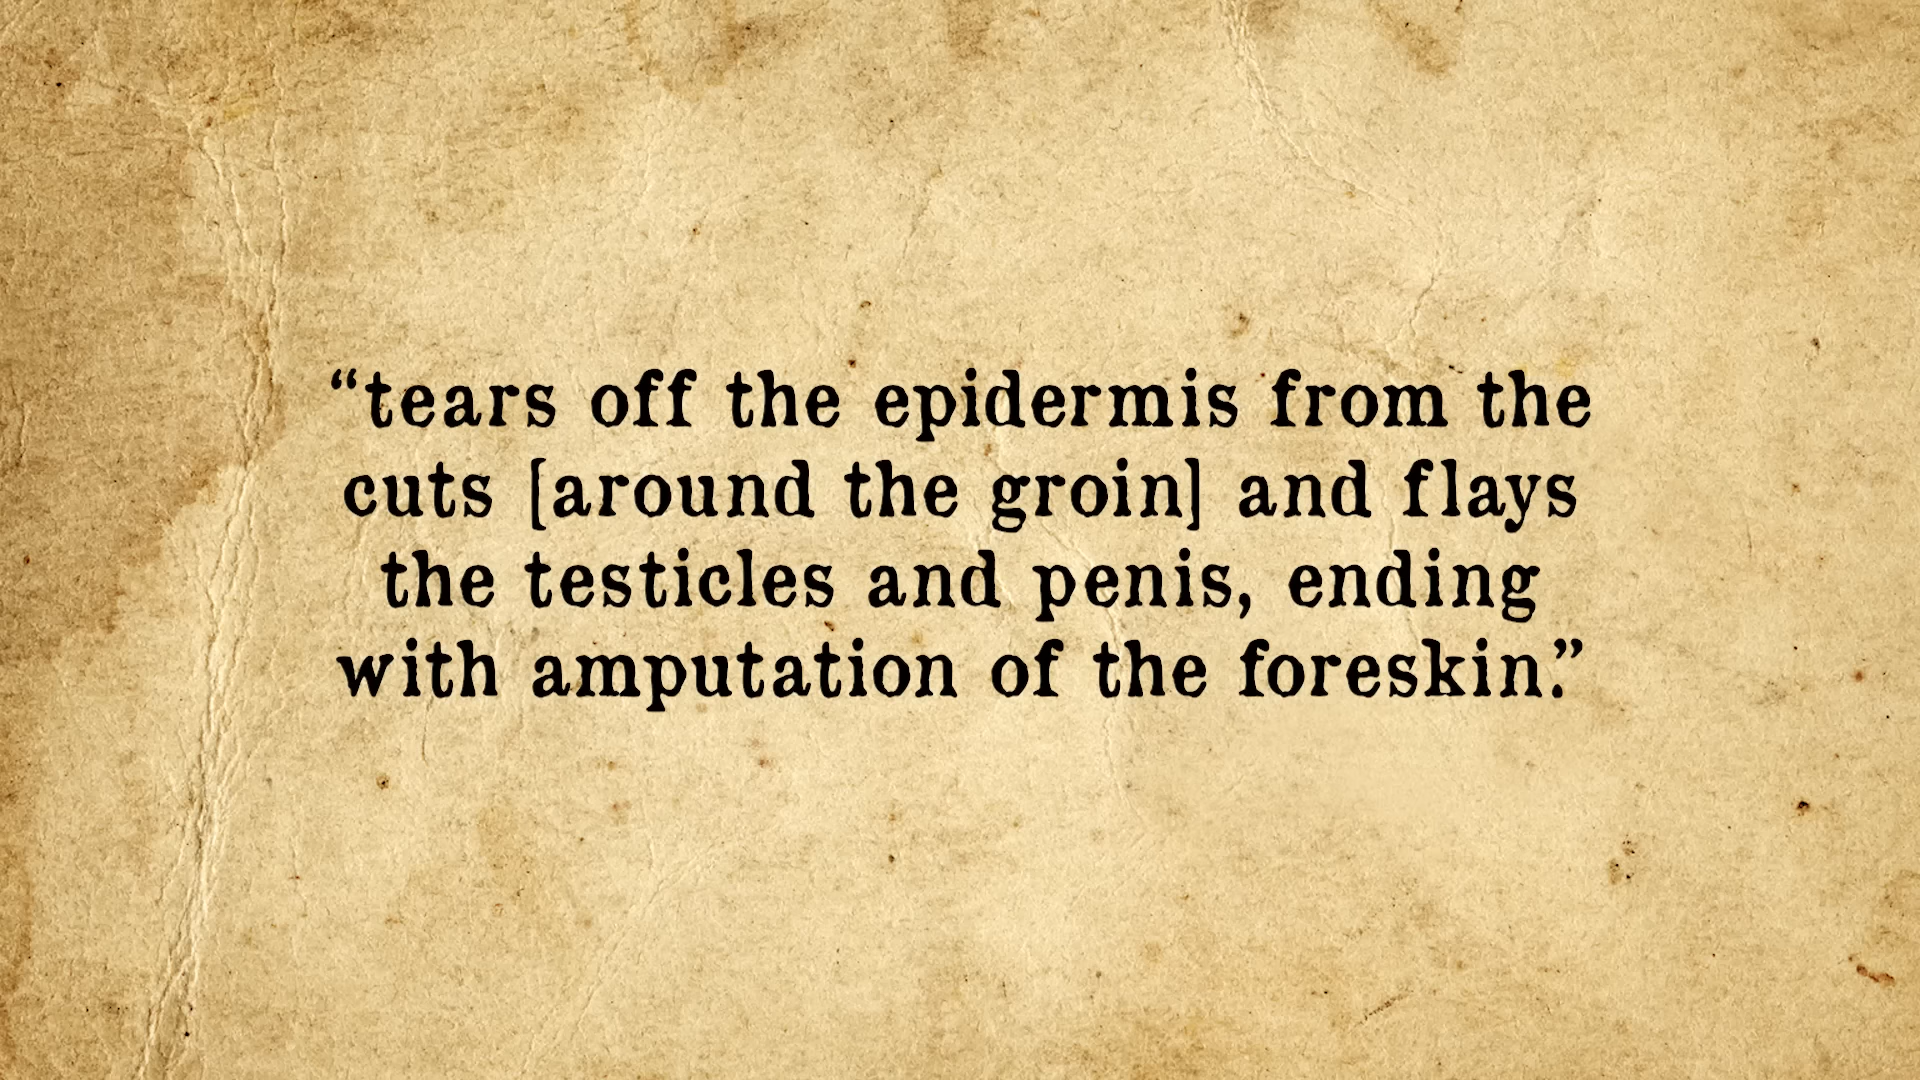 “tears off the epidermis from the
cuts [around the groin] and flays
the testicles and penis, ending
with amputation of the foreskin.”